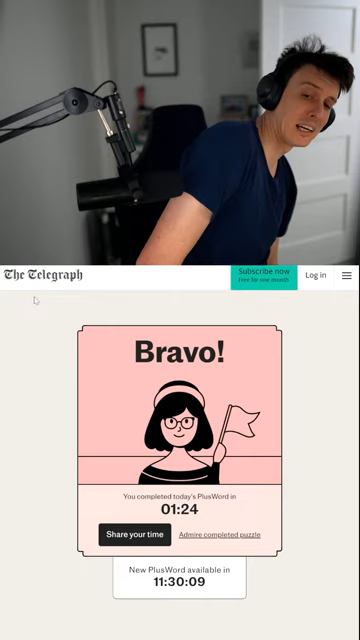 The Telegraph
Subscribe now
Free for one month
Log in
Bravo!
You completed today's PlusWord in
01:24
Share your time
Admire completed puzzle
New PlusWord available in
11:30:09